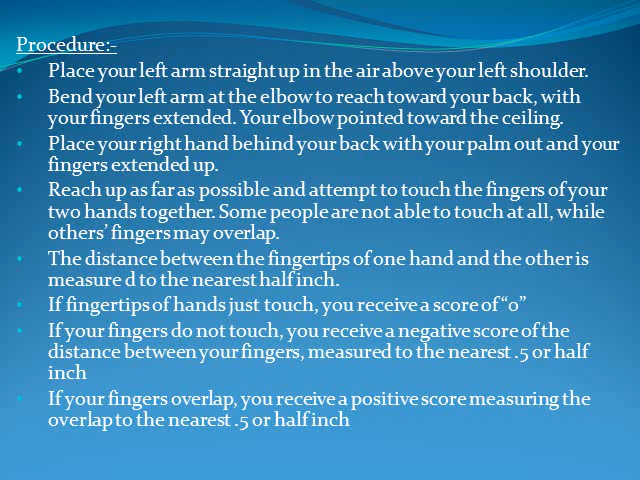 Procedure:-
• Place your left arm straight up in the air above your left shoulder.
• Bend your left arm at the elbow to reach toward your back, with
your fingers extended. Your elbow pointed toward the ceiling.
• Place your right hand behind your back with your palm out and your
fingers extended up.
• Reach up as far as possible and attempt to touch the fingers of your
two hands together. Some people are not able to touch at all, while
others' fingers may overlap.
• The distance between the fingertips of one hand and the other is
measure d to the nearest half inch.
• If fingertips of hands just touch, you receive a score of “0”
• If your fingers do not touch, you receive a negative score of the
distance between your fingers, measured to the nearest .5 or half
inch
• If your fingers overlap, you receive a positive score measuring the
overlap to the nearest .5 or half inch